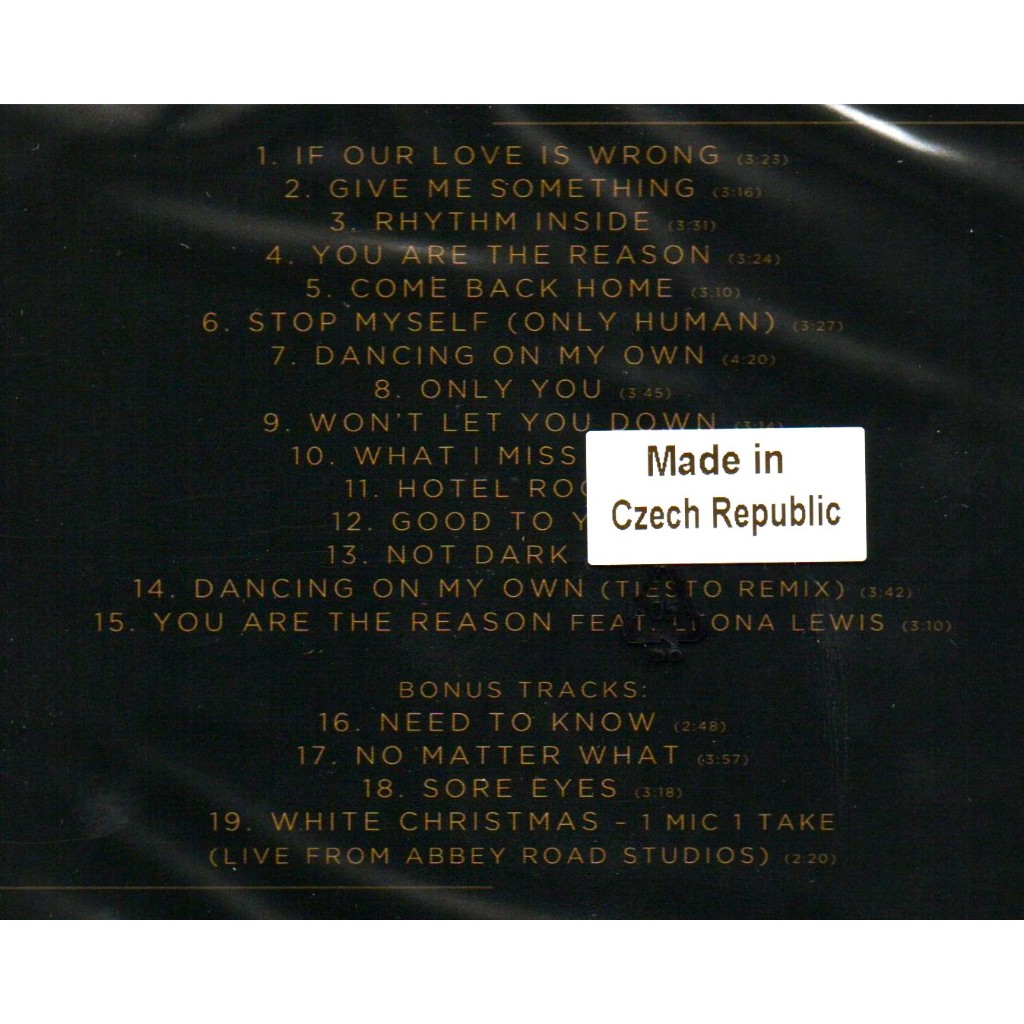 1. IF OUR LOVE IS WRONG (3:23)
2. GIVE ME SOMETHING (3:16)
3. RHYTHM INSIDE (3:31)
4. YOU ARE THE REASON (3:24)
5. COME BACK HOME (3:10)
6. STOP MYSELF (ONLY HUMAN) (3:27)
7. DANCING ON MY OWN (4:20)
8. ONLY YOU (3:45)
9. WON'T LET YOU DOWN (3:14)
10. WHAT I MISS
11. HOTEL
12. GOOD TO
13. NOT DARK
Made in
Czech Republic
14. DANCING ON MY OWN (TIESTO REMIX) (3:42)
15. YOU ARE THE REASON FEAT. LEONA LEWIS (3:10)
BONUS TRACKS:
16. NEED TO KNOW (2:48)
17. NO MATTER WHAT (3:57)
18. SORE EYES (3:18)
19. WHITE CHRISTMAS – 1 MIC 1 TAKE
(LIVE FROM ABBEY ROAD STUDIOS) (2:20)